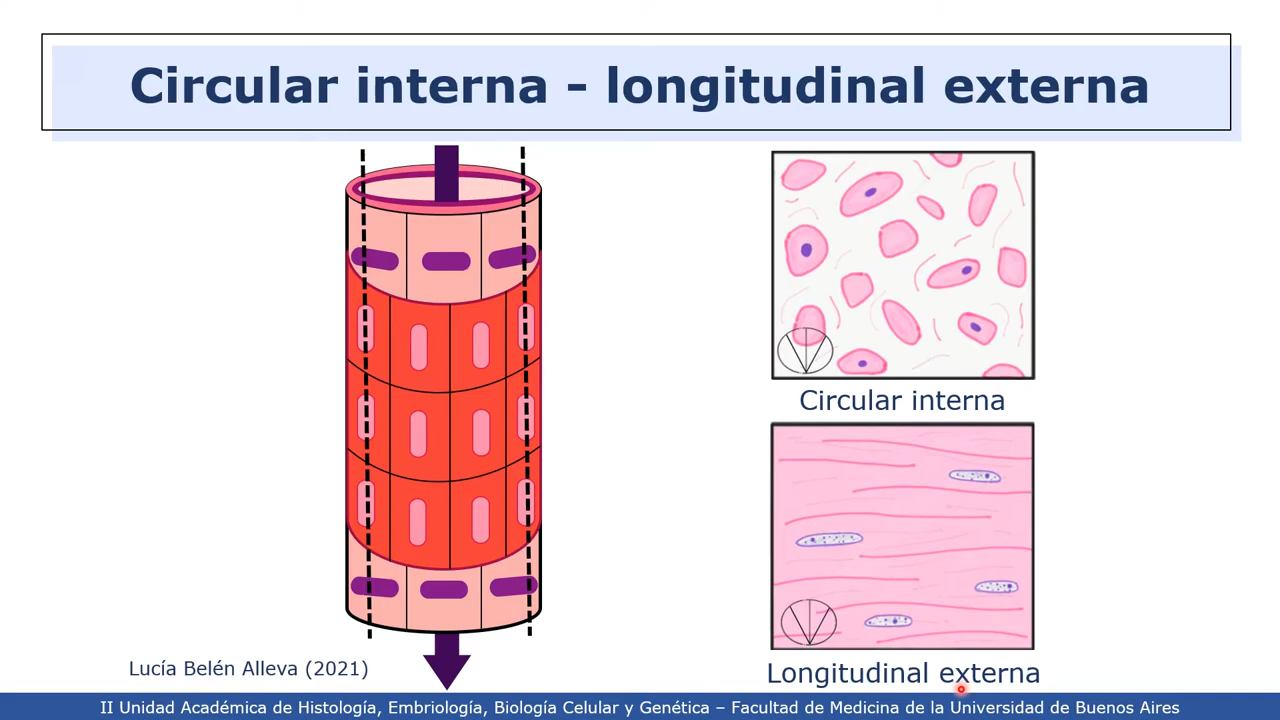 Circular interna - longitudinal externa
Circular interna
Longitudinal externa
Lucía Belén Alleva (2021)
II Unidad Académica de Histología, Embriología, Biología Celular y Genética – Facultad de Medicina de la Universidad de Buenos Aires